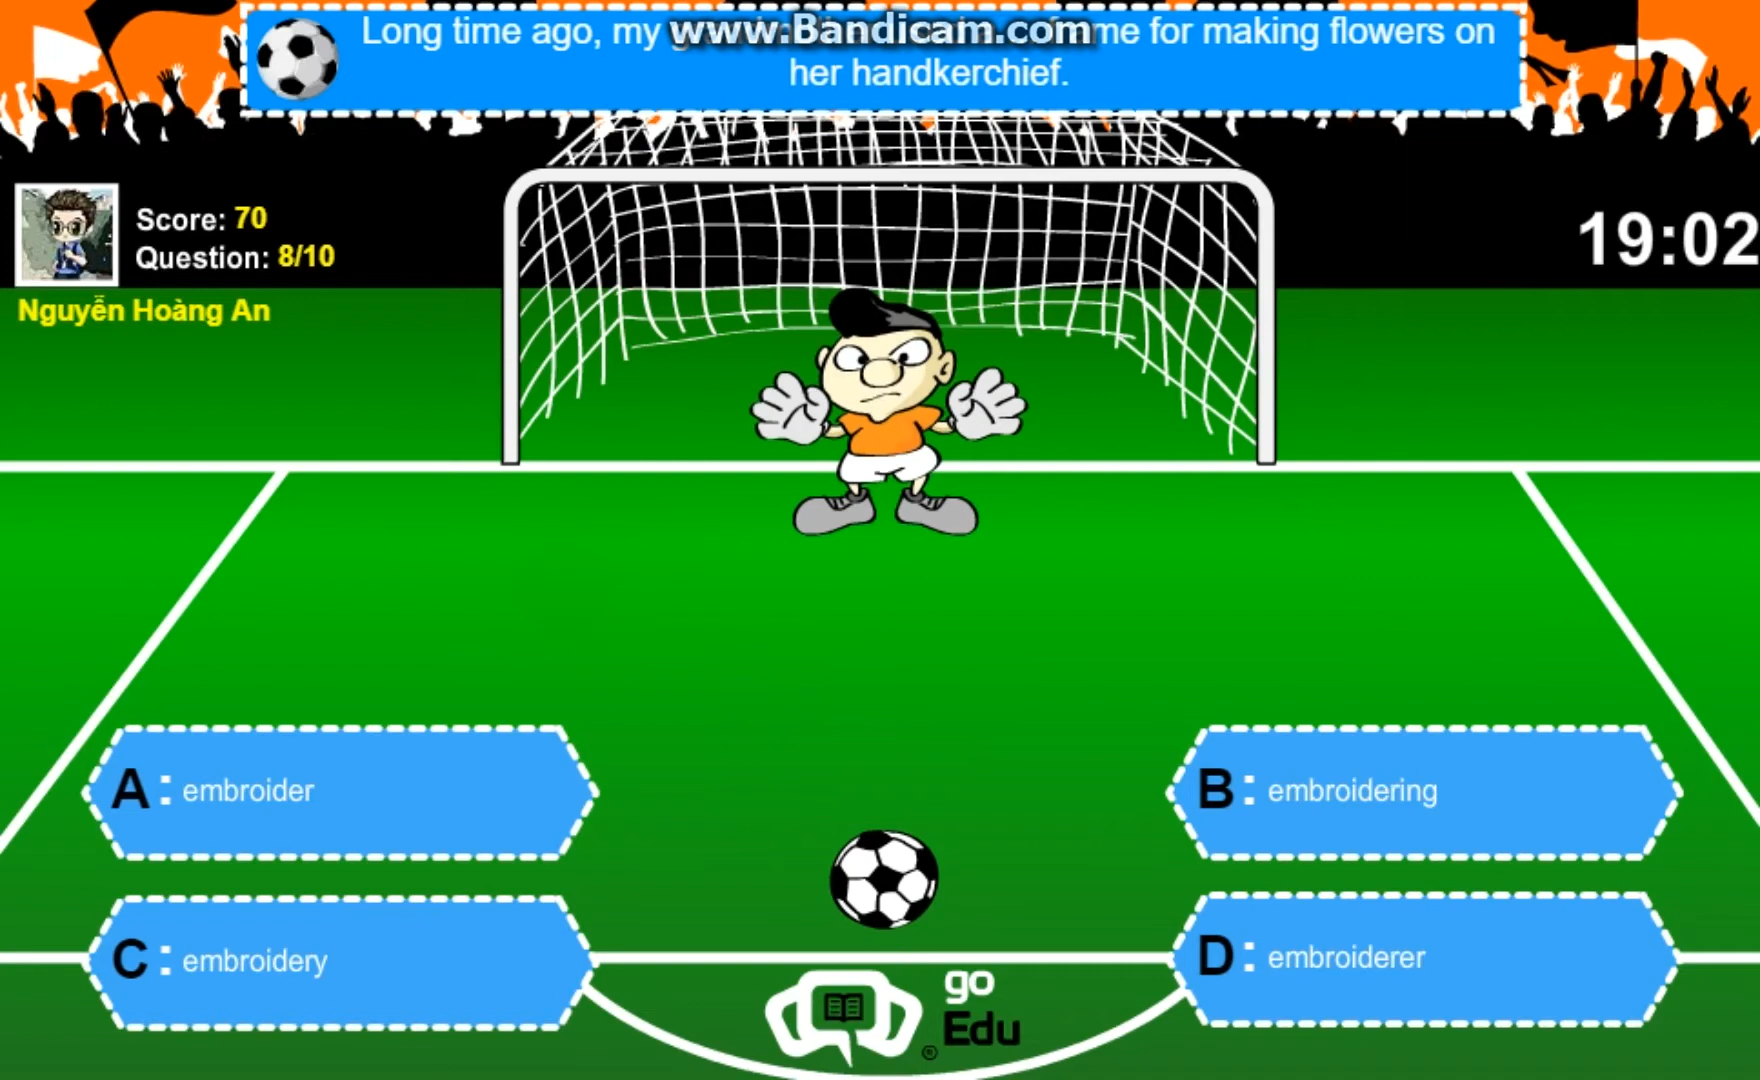 Long time ago, my www.Bandicam.com me for making flowers on
her handkerchief.
Score: 70
Question: 8/10
Nguyễn Hoàng An
19:02
A : embroider
B : embroidering
C : embroidery
D : embroiderer
go
Edu
®